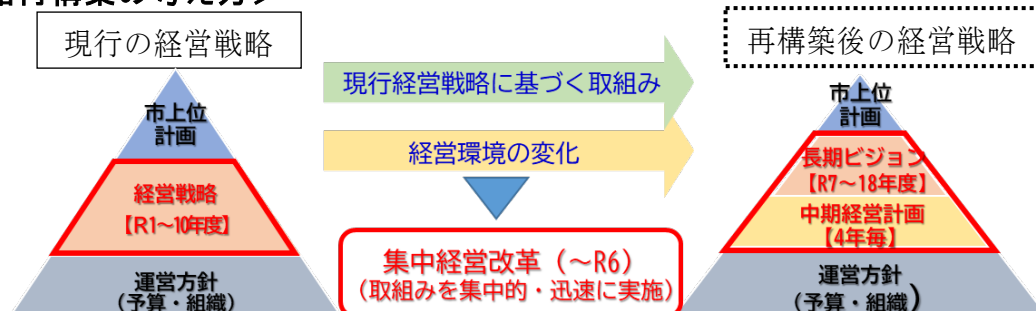 現行の経営戦略
市上位
計画
経営戦略
【R1～10年度】
運営方針
(予算・組織)
現行経営戦略に基づく取組み
経営環境の変化
集中経営改革（～R6）
(取組みを集中的・迅速に実施)
再構築後の経営戦略
市上位
計画
長期ビジョン
【R7～18年度】
中期経営計画
【4年毎】
運営方針
(予算・組織)